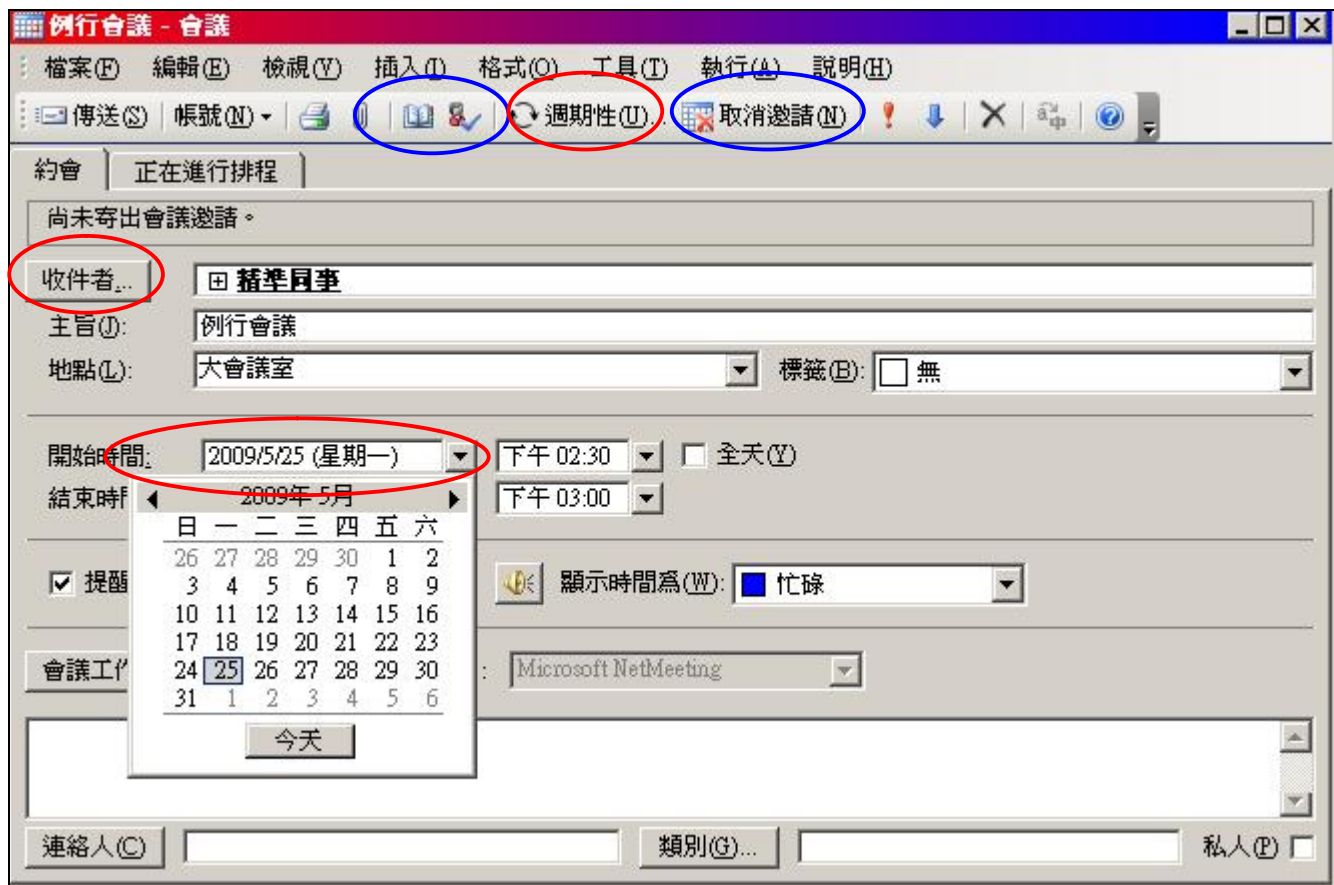 例行會議 - 會議
檔案(F) 編輯(E) 檢視(V) 插入(I) 格式(O) 工具(T) 執行(A) 說明(H)
傳送(S) 帳號(N) 週期性(U)... 取消邀請(N)
約會 正在進行排程
尚未寄出會議邀請。
收件者... 精準同事
主旨(J): 例行會議
地點(L): 大會議室 標籤(B): 無
開始時間: 2009/5/25 (星期一) 下午 02:30 全天(Y)
結束時 下午 03:00
2009年 5月
日 一 二 三 四 五 六
26 27 28 29 30 1 2
3 4 5 6 7 8 9
10 11 12 13 14 15 16
17 18 19 20 21 22 23
24 25 26 27 28 29 30
31 1 2 3 4 5 6
今天
提醒 顯示時間爲(W): 忙碌
會議工作 : Microsoft NetMeeting
連絡人(C) 類別(G)... 私人(P)